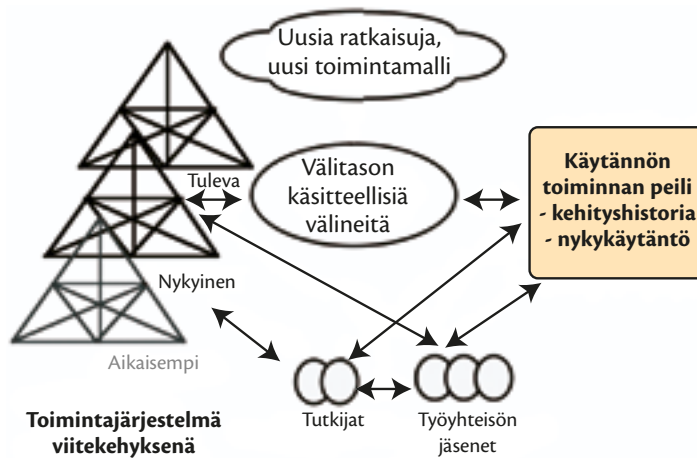 Uusia ratkaisuja,
uusi toimintamalli
Tuleva
Välitason
käsitteellisiä
välineitä
Käytännön
toiminnan peili
- kehityshistoria
- nykykäytäntö
Nykyinen
Aikaisempi
Toimintajärjestelmä
viitekehyksenä
Tutkijat
Työyhteisön
jäsenet